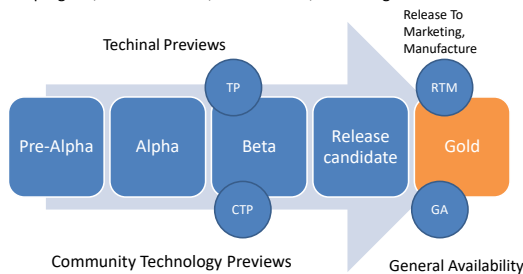 Release To
Marketing,
Manufacture
Techinal Previews
TP
RTM
Pre-Alpha
Alpha
Beta
Release
candidate
Gold
CTP
GA
Community Technology Previews
General Availability